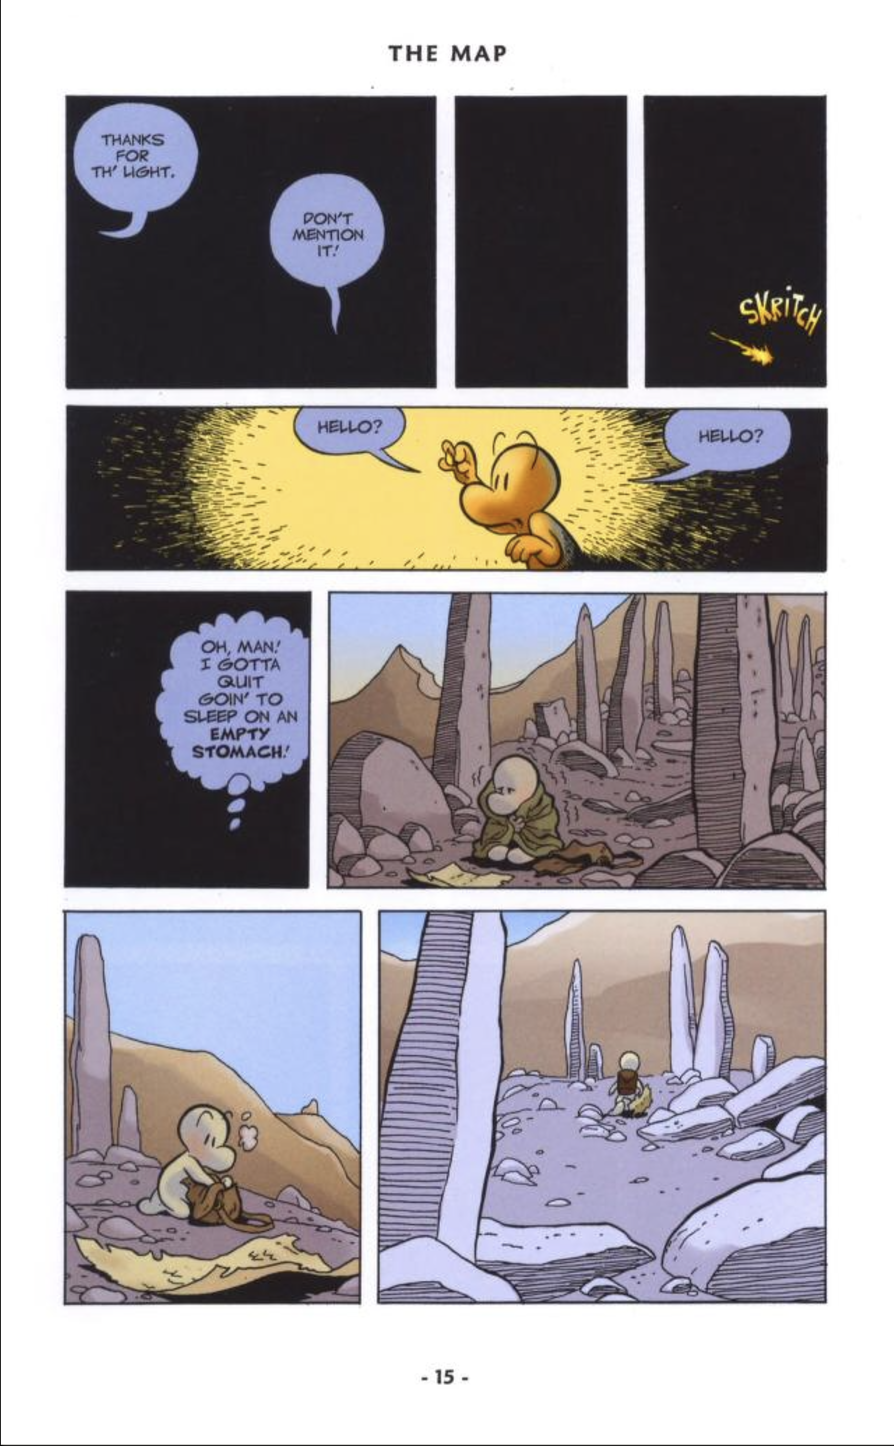 THE MAP
THANKS
FOR
TH' LIGHT.
DON'T
MENTION
IT!
SKRITCH
HELLO?
HELLO?
OH, MAN!
I GOTTA
QUIT
GOIN' TO
SLEEP ON AN
EMPTY
STOMACH!
- 15 -